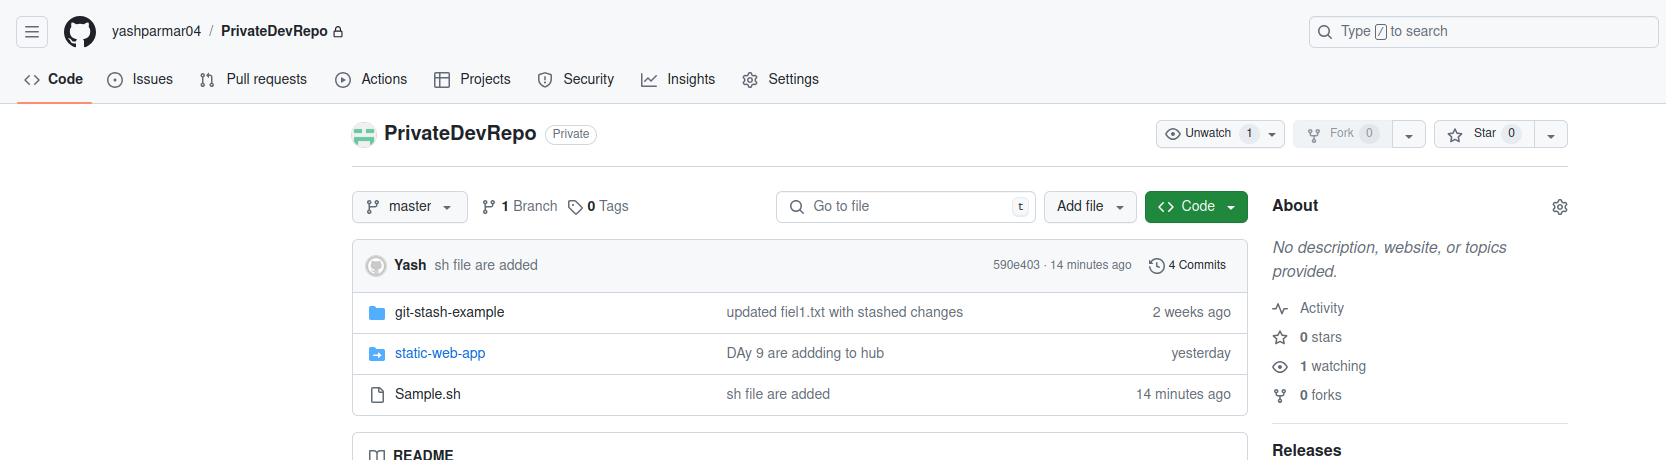 yashparmar04 / PrivateDevRepo
Type / to search
Code Issues Pull requests Actions Projects Security Insights Settings
PrivateDevRepo Private
Unwatch 1 Fork 0 Star 0
master 1 Branch 0 Tags
Go to file t Add file Code
Yash sh file are added 590e403 · 14 minutes ago 4 Commits
git-stash-example updated fiel1.txt with stashed changes 2 weeks ago
static-web-app DAy 9 are addding to hub yesterday
Sample.sh sh file are added 14 minutes ago
README
About
No description, website, or topics
provided.
Activity
0 stars
1 watching
0 forks
Releases